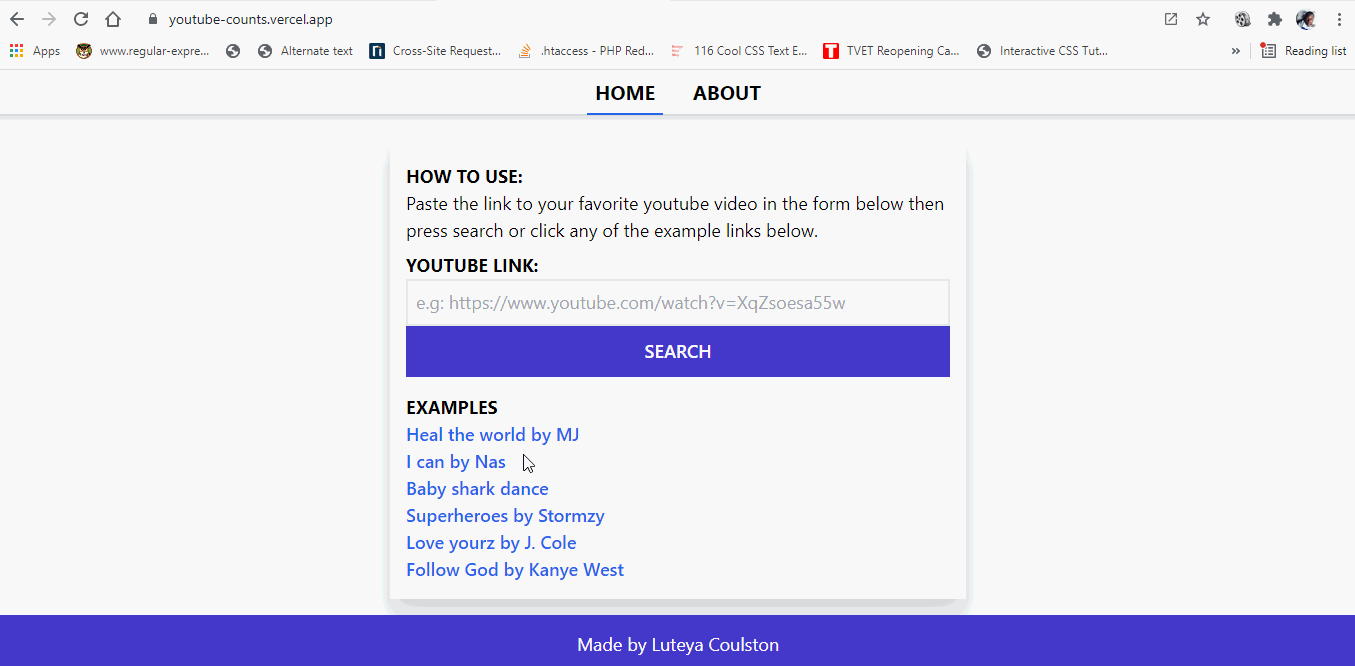 youtube-counts.vercel.app
Apps www.regular-expre... Alternate text Cross-Site Request... .htaccess - PHP Red... 116 Cool CSS Text E... TVET Reopening Ca... Interactive CSS Tut... » Reading list
HOME ABOUT
HOW TO USE:
Paste the link to your favorite youtube video in the form below then
press search or click any of the example links below.
YOUTUBE LINK:
e.g: https://www.youtube.com/watch?v=XqZsoesa55w
SEARCH
EXAMPLES
Heal the world by MJ
I can by Nas
Baby shark dance
Superheroes by Stormzy
Love yourz by J. Cole
Follow God by Kanye West
Made by Luteya Coulston